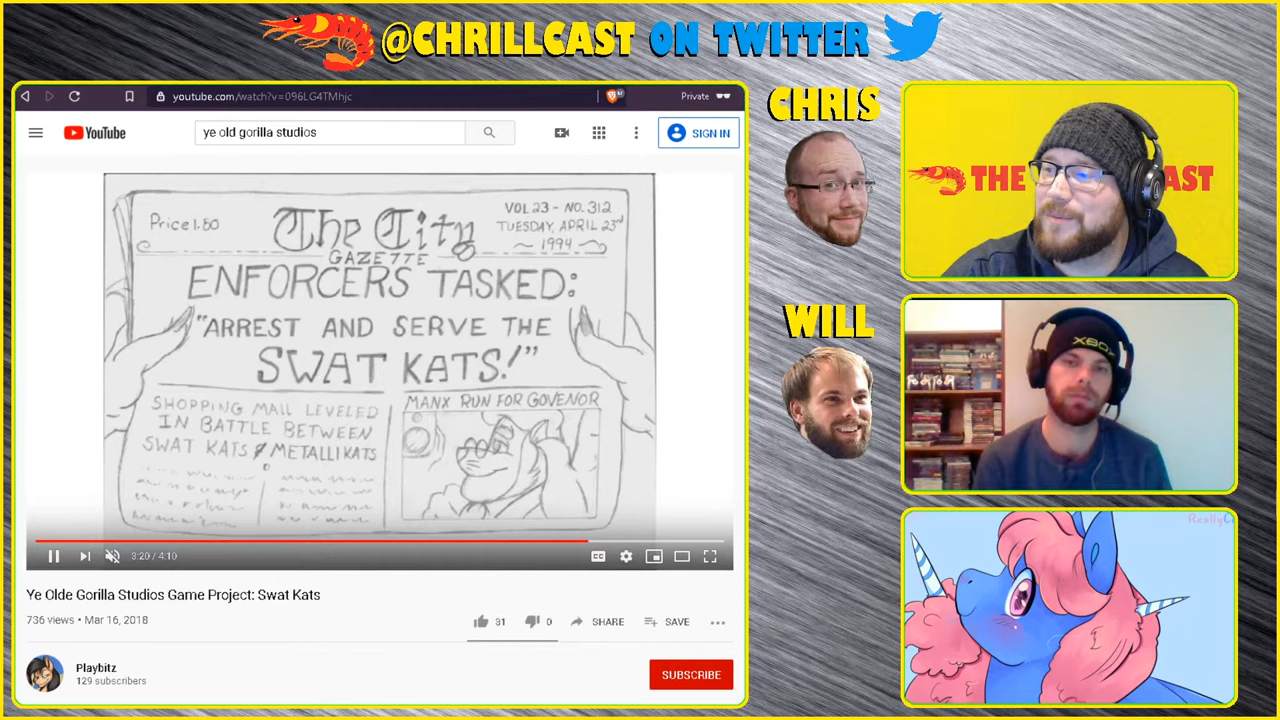 @CHRILLCAST ON TWITTER
youtube.com/watch?v=096LG4TMhjc
Private
YouTube
ye old gorilla studios
SIGN IN
Price 1.50
The City
GAZETTE
VOL 23 - NO. 312
TUESDAY, APRIL 23rd
1994
ENFORCERS TASKED:
"ARREST AND SERVE THE
SWAT KATS!"
SHOPPING MALL LEVELED
IN BATTLE BETWEEN
SWAT KATS & METALLIKATS
MANX RUN FOR GOVENOR
3:20 / 4:10
CC
Ye Olde Gorilla Studios Game Project: Swat Kats
736 views • Mar 16, 2018
31
0
SHARE
SAVE
Playbitz
129 subscribers
SUBSCRIBE
CHRIS
THE
AST
WILL
XBOX